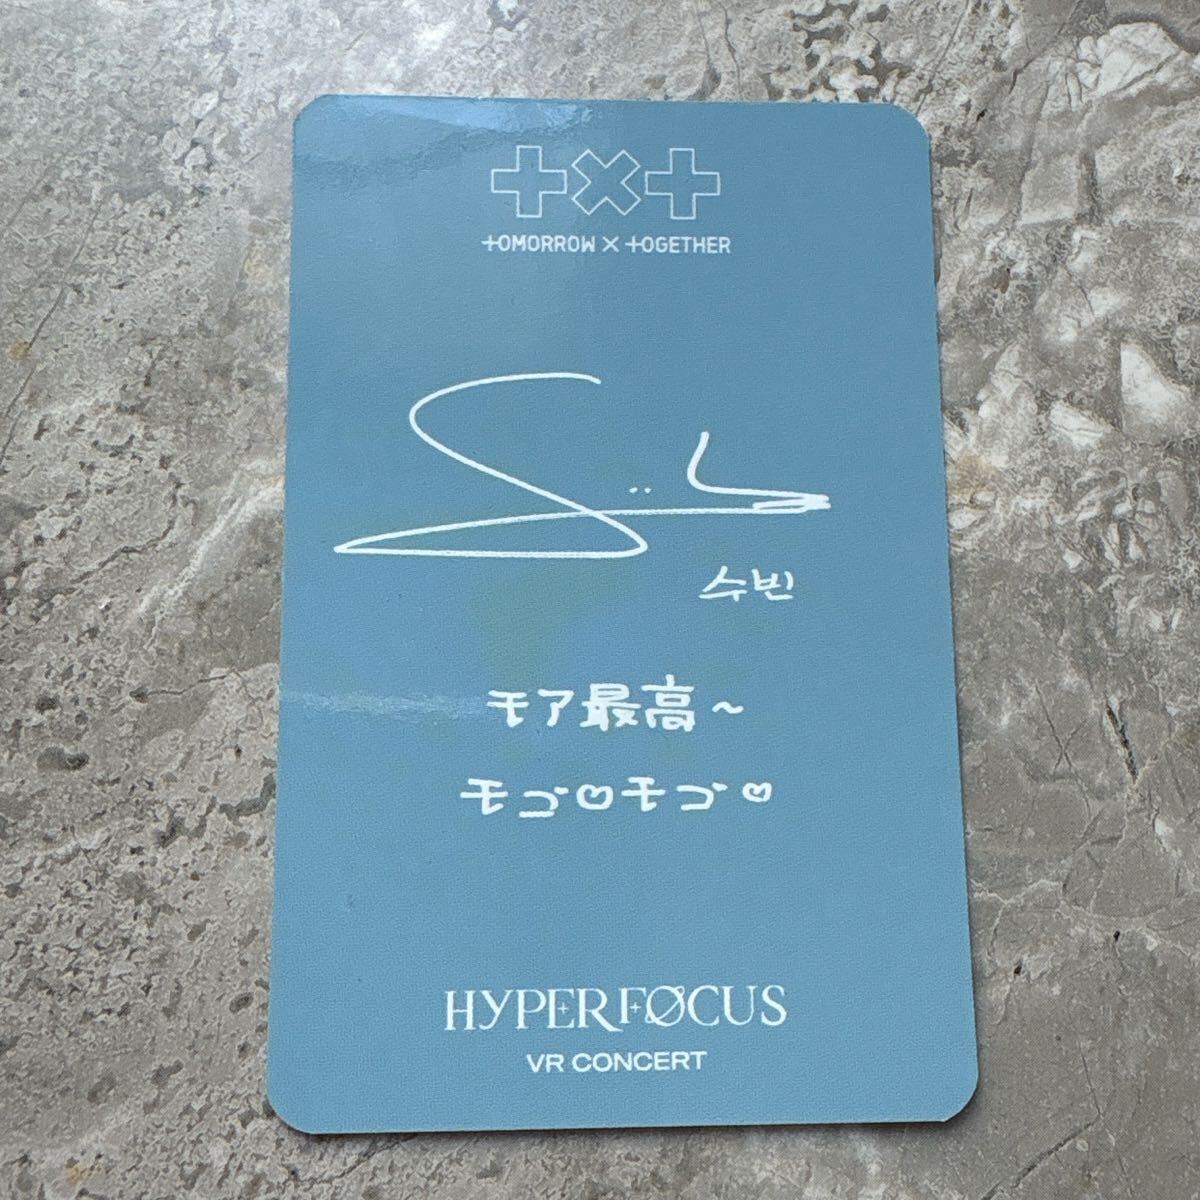 TXT
TOMORROW X TOGETHER
수빈
モア最高~
モゴ♡モゴ♡
HYPERFØCUS
VR CONCERT